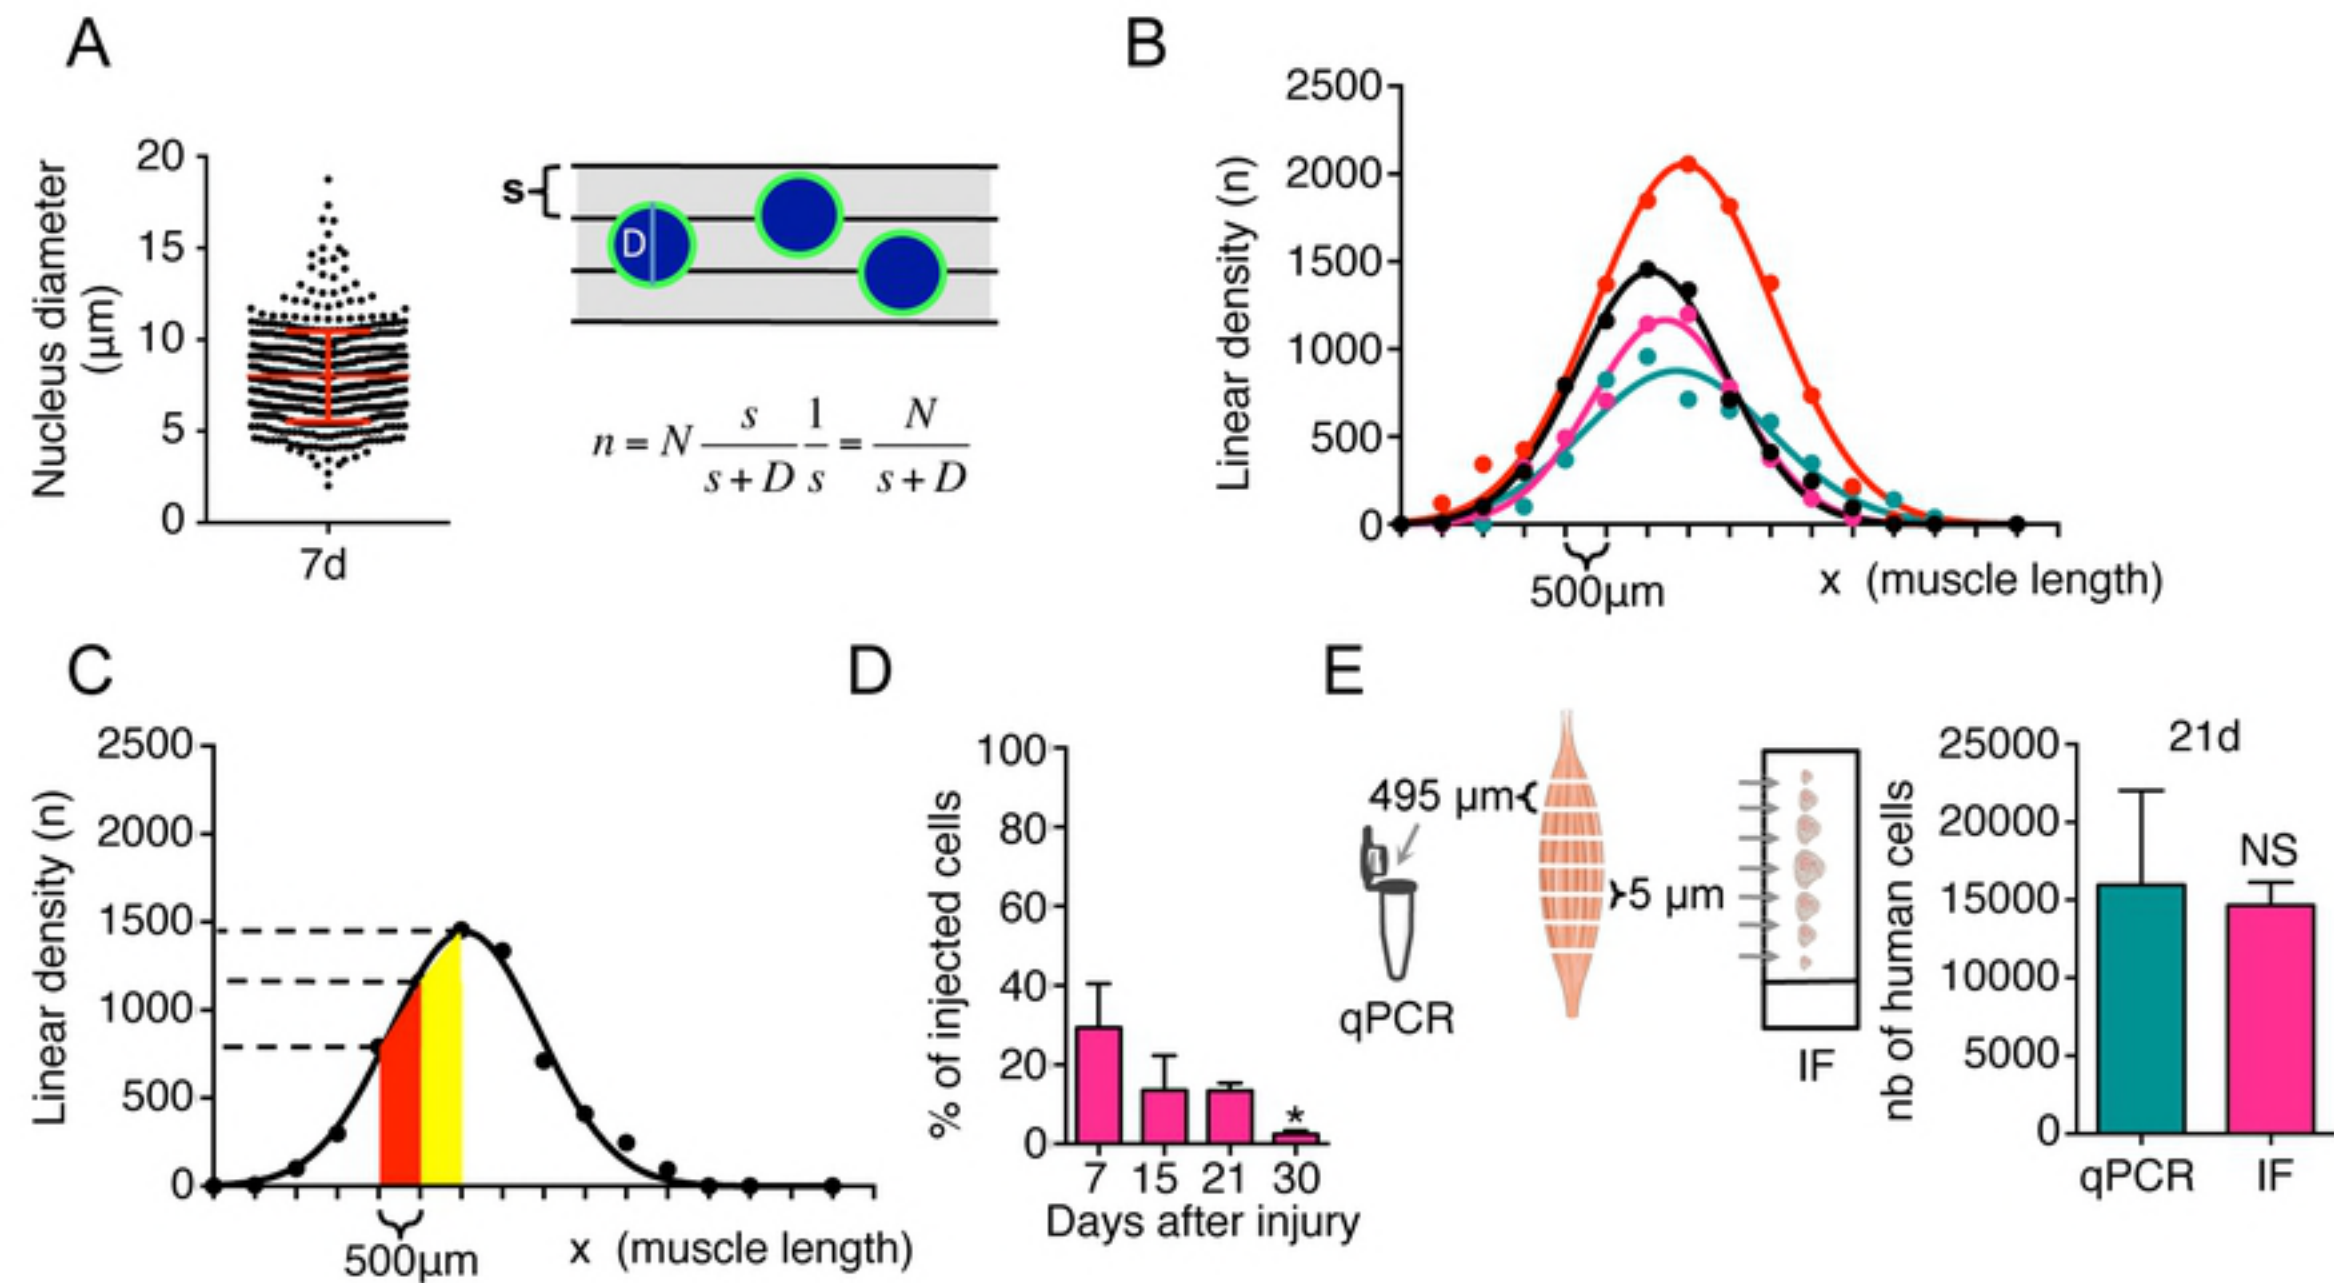 A
Nucleus diameter
(µm)
20
15
10
5
0
7d
s
D
n = N s/(s + D) 1/s = N/(s + D)
B
Linear density (n)
2500
2000
1500
1000
500
0
500µm
x (muscle length)
C
Linear density (n)
2500
2000
1500
1000
500
0
500µm
x (muscle length)
D
% of injected cells
100
80
60
40
20
0
*
7 15 21 30
Days after injury
E
495 µm
5 µm
qPCR
IF
nb of human cells
25000
20000
15000
10000
5000
0
21d
NS
qPCR IF